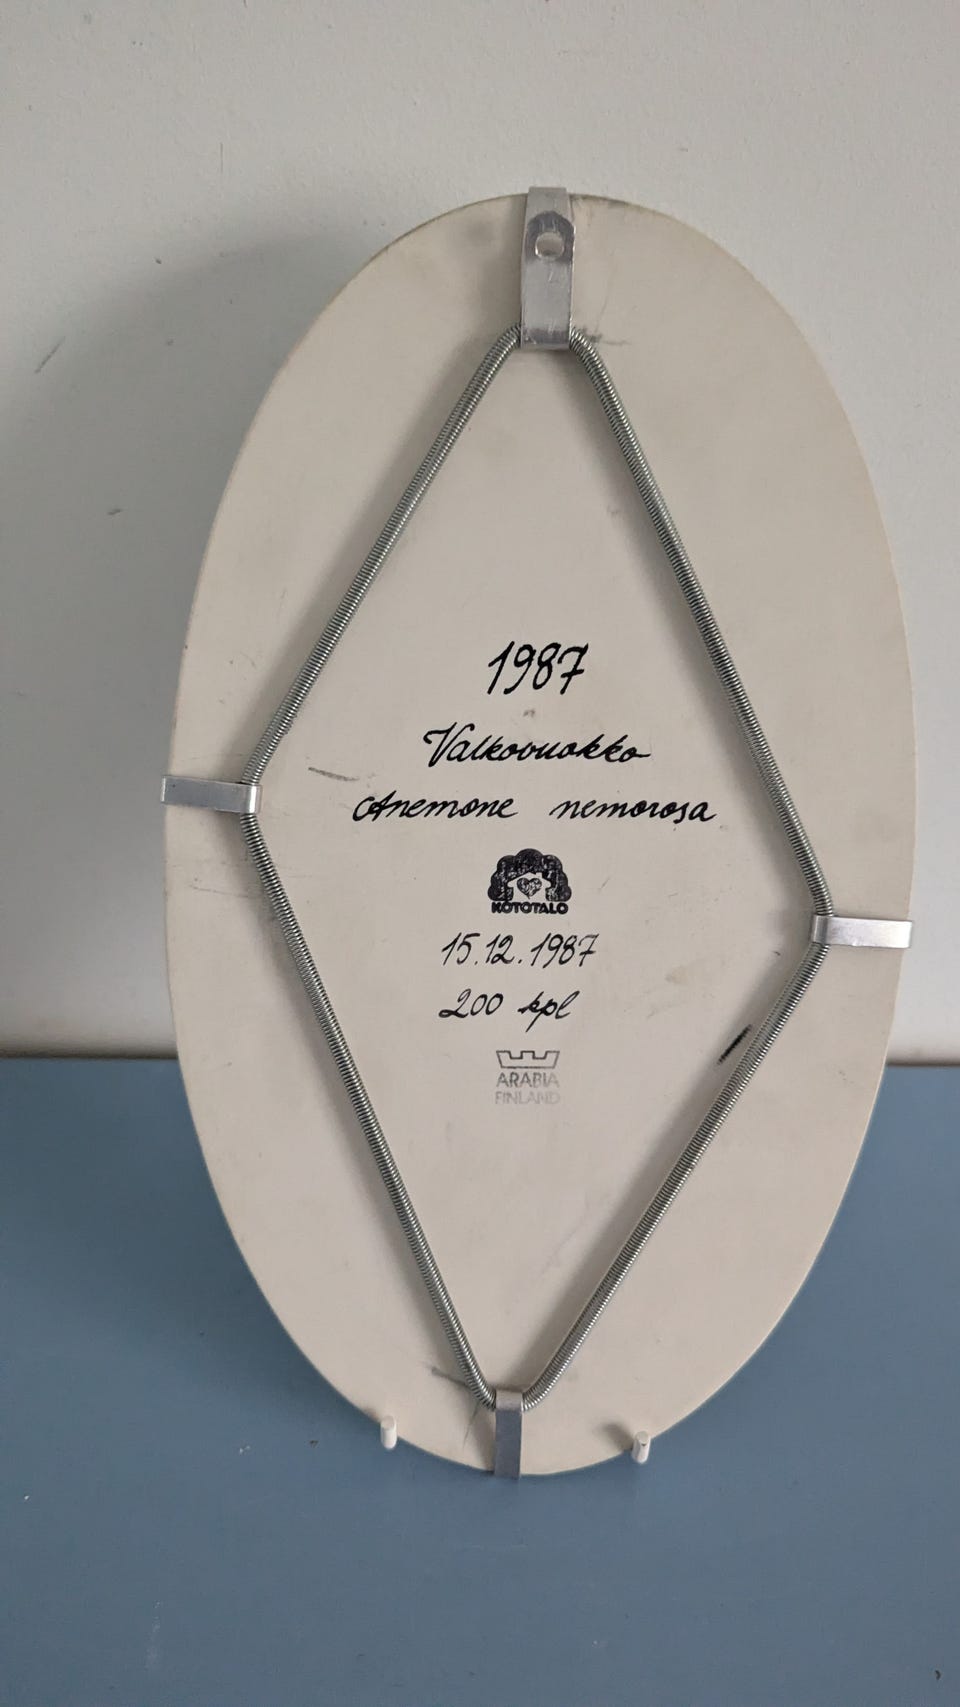 1987
Valkovuokko
Anemone nemorosa
KOTOTALO
15.12.1987
200 kpl
ARABIA
FINLAND